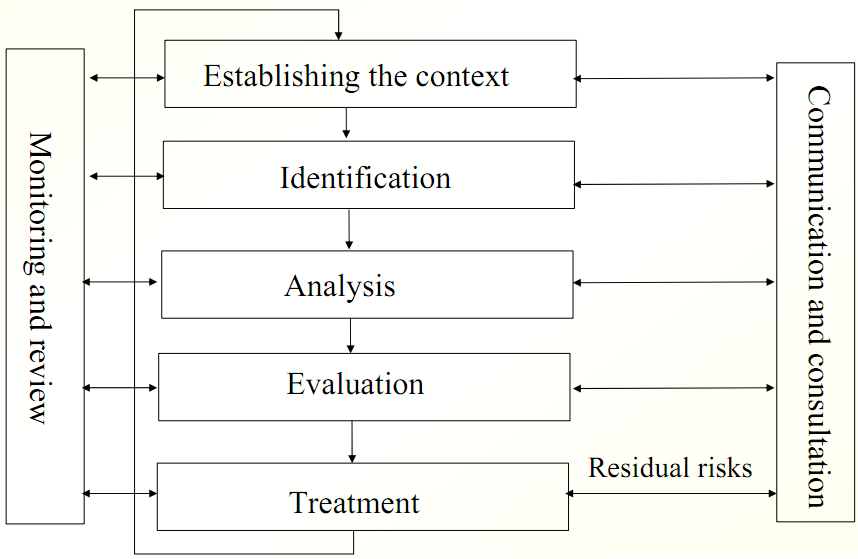 Establishing the context
Monitoring and review
Communication and consultation
Identification
Analysis
Evaluation
Residual risks
Treatment